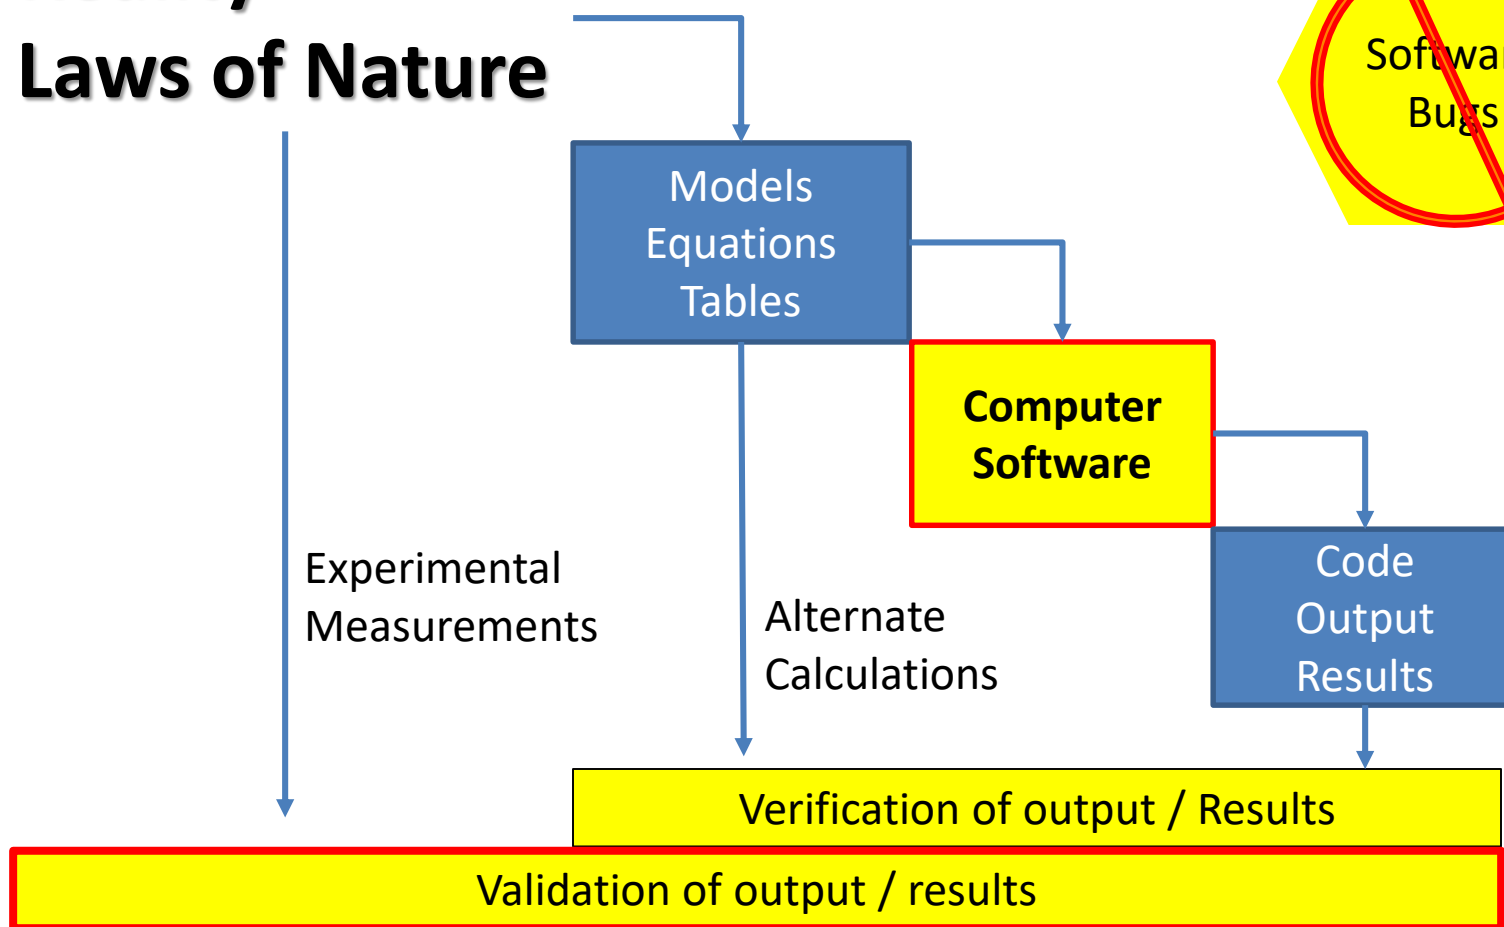 Laws of Nature
Bugs
Models
Equations
Tables
Computer
Software
Code
Output
Results
Experimental
Measurements
Alternate
Calculations
Verification of output / Results
Validation of output / results